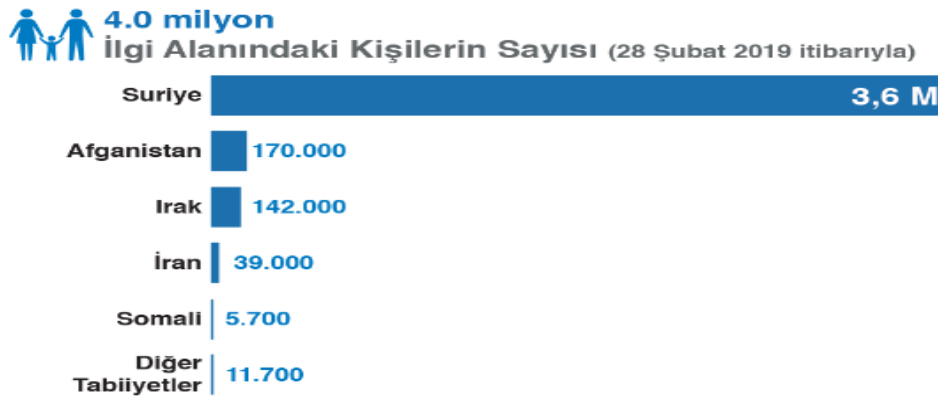 4.0 milyon
İlgi Alanındaki Kişilerin Sayısı (28 Şubat 2019 itibarıyla)
Suriye 3,6 M
Afganistan 170.000
Irak 142.000
İran 39.000
Somali 5.700
Diğer
Tabiiyetler 11.700